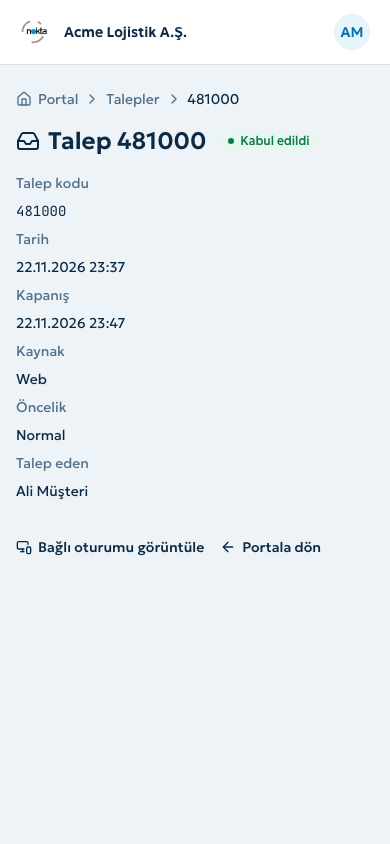 nokta
Acme Lojistik A.Ş.
AM
Portal > Talepler > 481000
Talep 481000
Kabul edildi
Talep kodu
481000
Tarih
22.11.2026 23:37
Kapanış
22.11.2026 23:47
Kaynak
Web
Öncelik
Normal
Talep eden
Ali Müşteri
Bağlı oturumu görüntüle
Portala dön